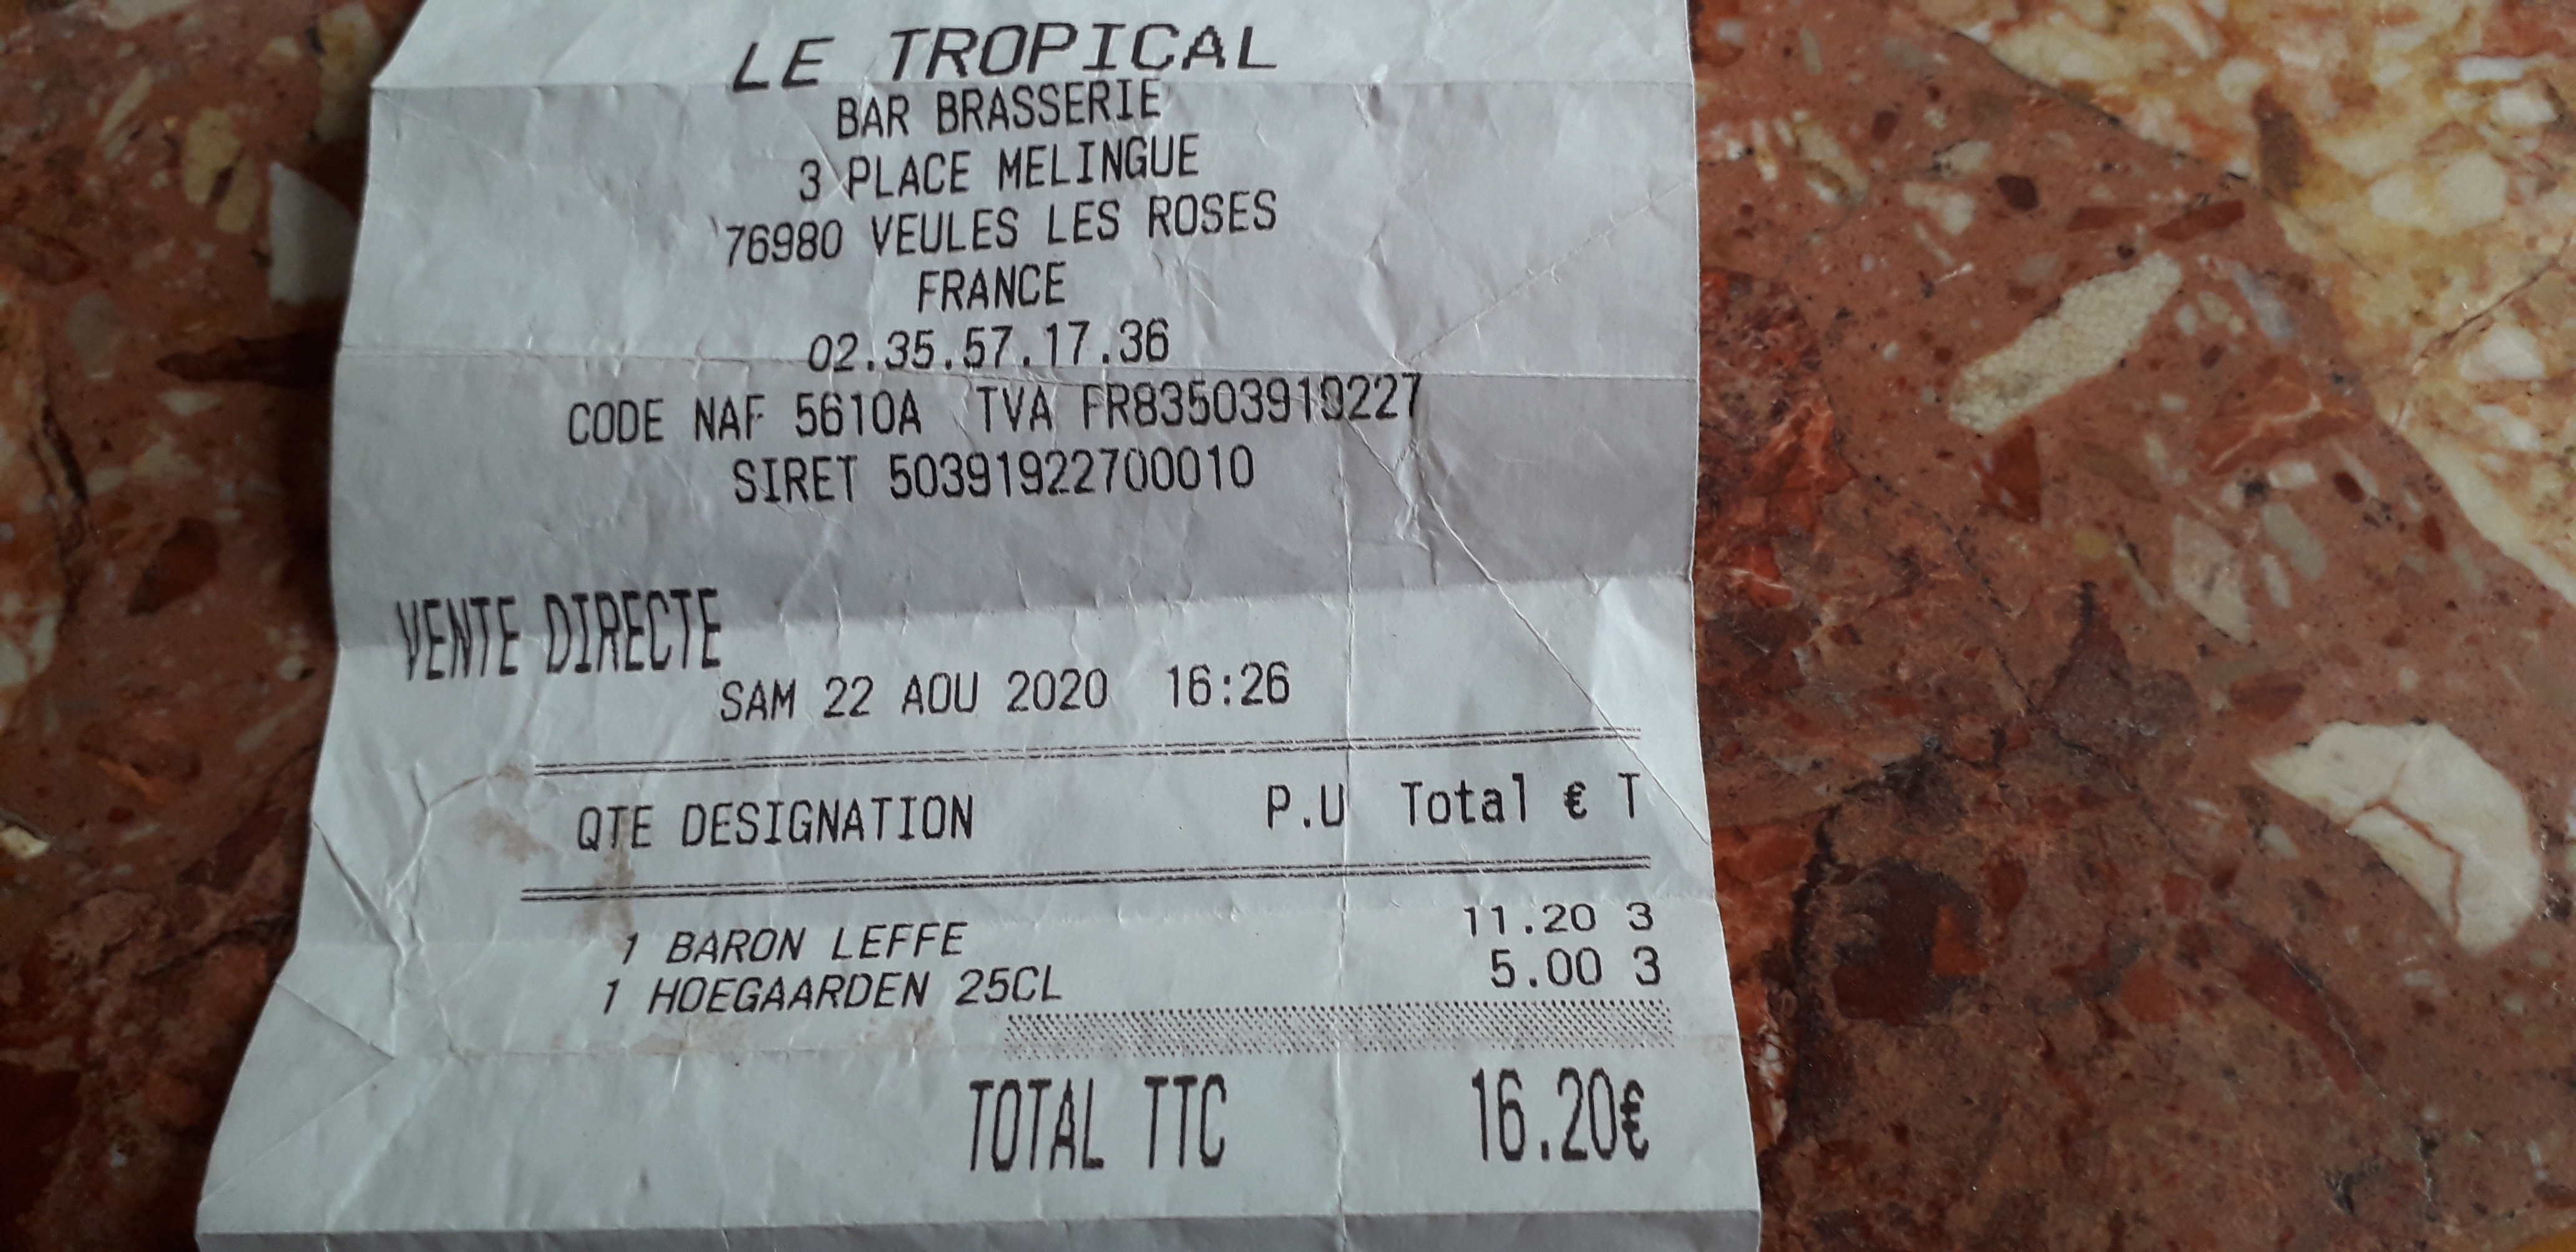 LE TROPICAL
BAR BRASSERIE
3 PLACE MELINGUE
76980 VEULES LES ROSES
FRANCE
02.35.57.17.36
CODE NAF 5610A TVA FR83503919227
SIRET 50391922700010
VENTE DIRECTE
SAM 22 AOU 2020 16:26
QTE DESIGNATION P.U Total € T
1 BARON LEFFE 11.20 3
1 HOEGAARDEN 25CL 5.00 3
TOTAL TTC 16.20€